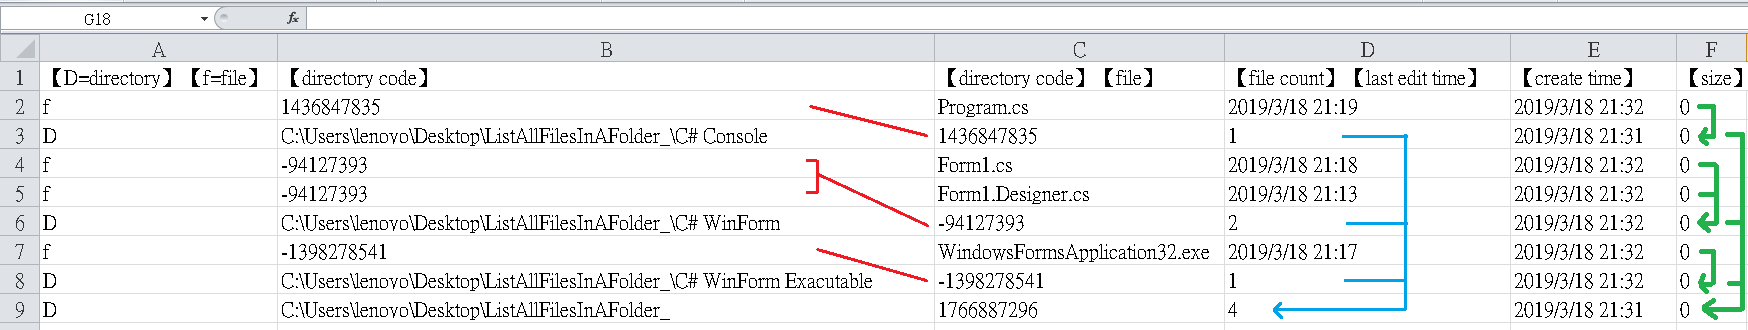 G18 fx
A B C D E F
1 【D=directory】【f=file】 【directory code】 【directory code】【file】 【file count】【last edit time】 【create time】 【size】
2 f 1436847835 Program.cs 2019/3/18 21:19 2019/3/18 21:32 0
3 D C:\Users\lenovo\Desktop\ListAllFilesInAFolder_\C# Console 1436847835 1 2019/3/18 21:31 0
4 f -94127393 Form1.cs 2019/3/18 21:18 2019/3/18 21:32 0
5 f -94127393 Form1.Designer.cs 2019/3/18 21:13 2019/3/18 21:32 0
6 D C:\Users\lenovo\Desktop\ListAllFilesInAFolder_\C# WinForm -94127393 2 2019/3/18 21:32 0
7 f -1398278541 WindowsFormsApplication32.exe 2019/3/18 21:17 2019/3/18 21:32 0
8 D C:\Users\lenovo\Desktop\ListAllFilesInAFolder_\C# WinForm Exacutable -1398278541 1 2019/3/18 21:32 0
9 D C:\Users\lenovo\Desktop\ListAllFilesInAFolder_ 1766887296 4 2019/3/18 21:31 0